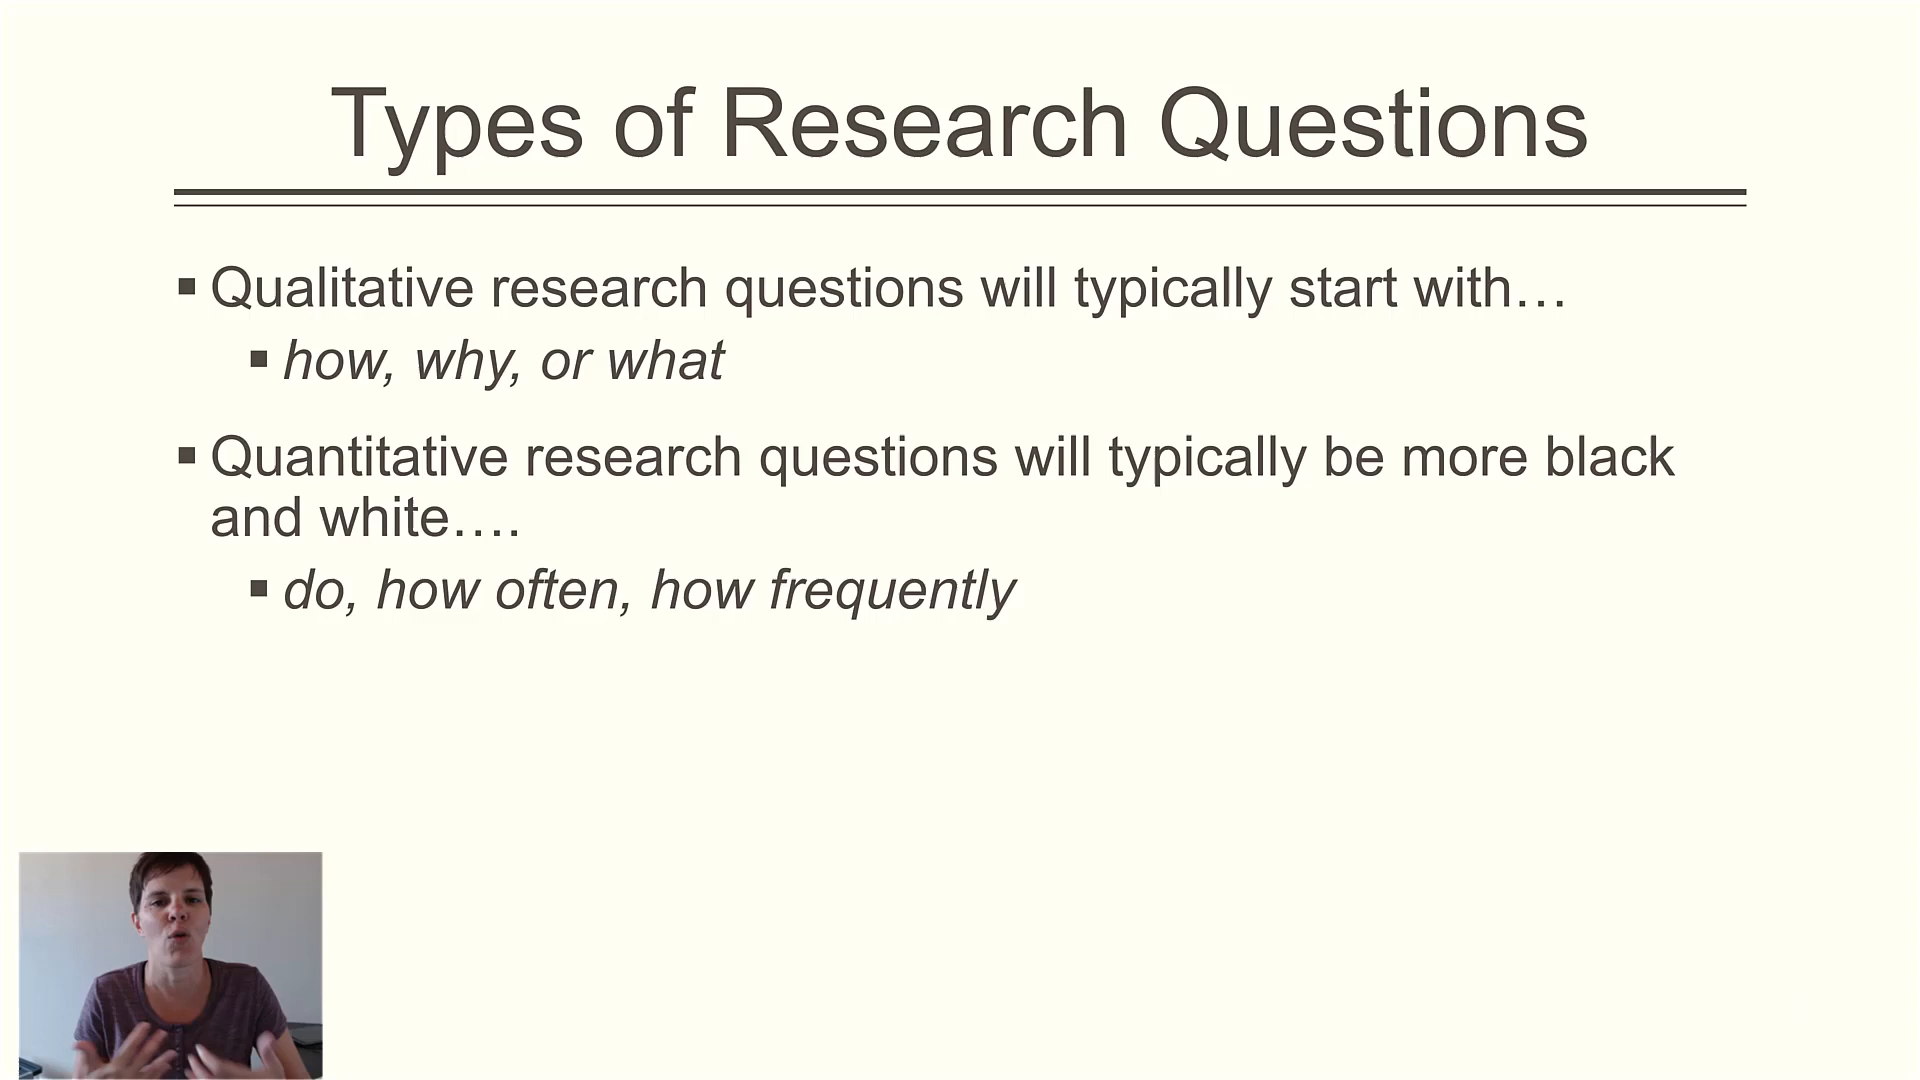 Types of Research Questions
▪ Qualitative research questions will typically start with…
▪ how, why, or what
▪ Quantitative research questions will typically be more black
and white….
▪ do, how often, how frequently